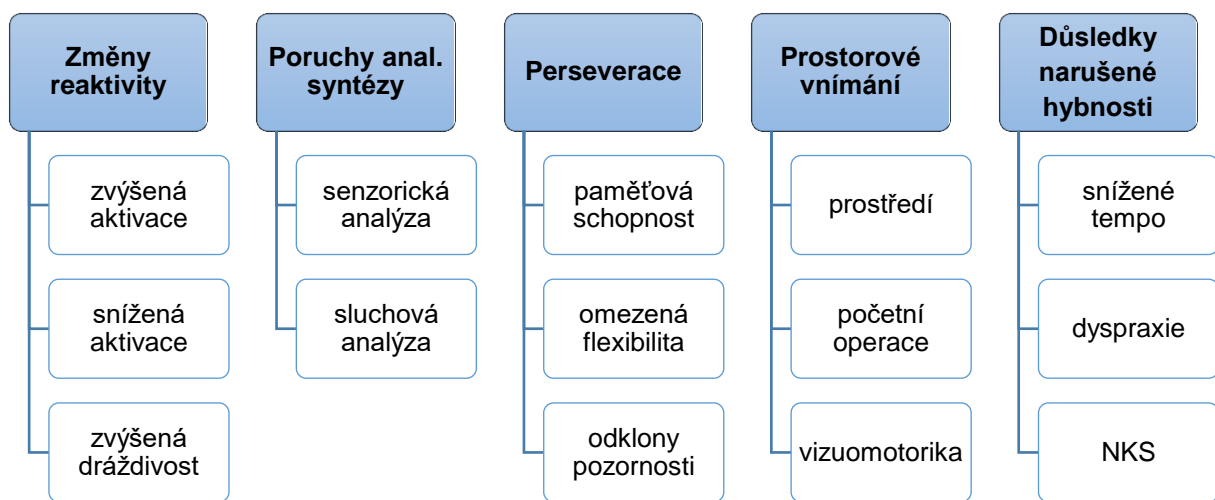 Změny
reaktivity
zvýšená
aktivace
snížená
aktivace
zvýšená
dráždivost
Poruchy anal.
syntézy
senzorická
analýza
sluchová
analýza
Perseverace
paměťová
schopnost
omezená
flexibilita
odklony
pozornosti
Prostorové
vnímání
prostředí
početní
operace
vizuomotorika
Důsledky
narušené
hybnosti
snížené
tempo
dyspraxie
NKS